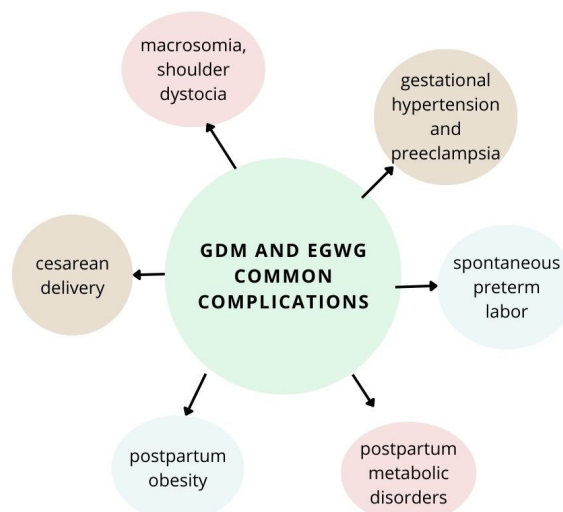 macrosomia,
shoulder
dystocia
gestational
hypertension
and
preeclampsia
GDM AND EGWG
COMMON
COMPLICATIONS
cesarean
delivery
spontaneous
preterm
labor
postpartum
obesity
postpartum
metabolic
disorders